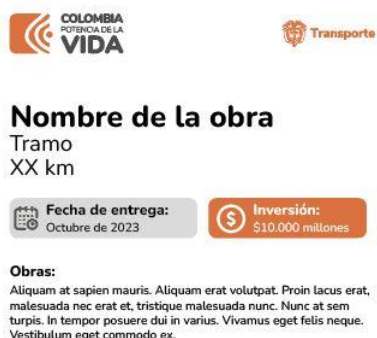 COLOMBIA
POTENCIA DE LA
VIDA
Transporte
Nombre de la obra
Tramo
XX km
Fecha de entrega:
Octubre de 2023
Inversión:
$10.000 millones
Obras:
Aliquam at sapien mauris. Aliquam erat volutpat. Proin lacus erat,
malesuada nec erat et, tristique malesuada nunc. Nunc at sem
turpis. In tempor posuere dui in varius. Vivamus eget felis neque.
Vestibulum eget commodo ex.